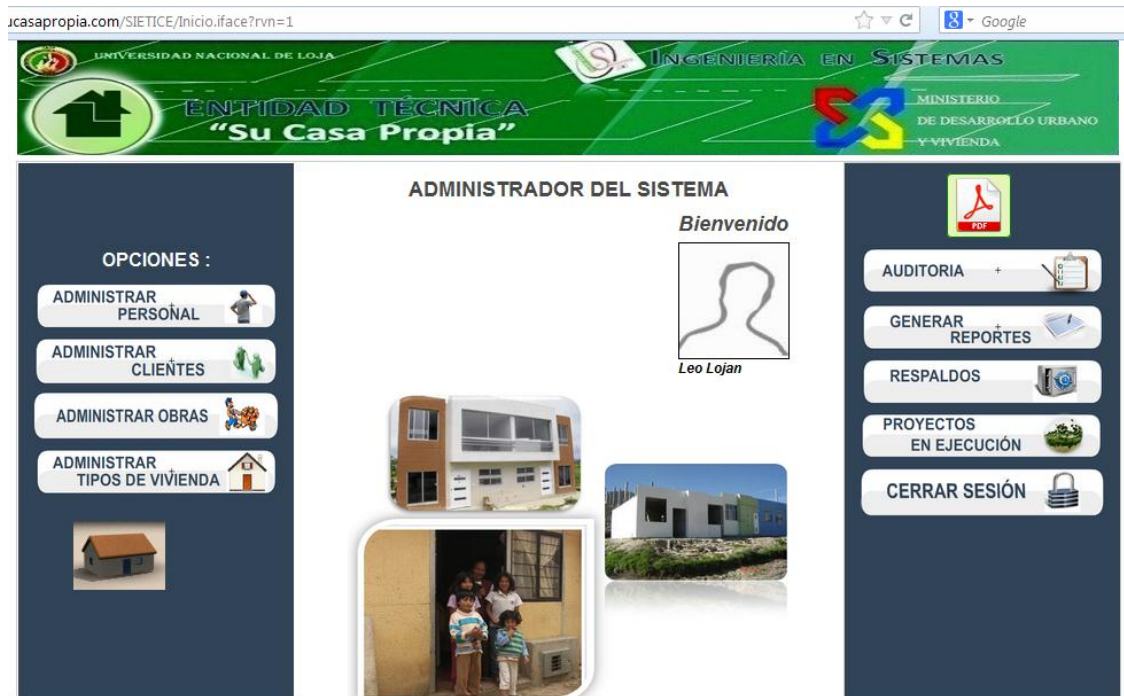 ucasapropia.com/SIETICE/Inicio.iface?rvn=1
Google
UNIVERSIDAD NACIONAL DE LOJA
INGENIERÍA EN SISTEMAS
ENTIDAD TÉCNICA
"Su Casa Propia"
MINISTERIO
DE DESARROLLO URBANO
Y VIVIENDA
ADMINISTRADOR DEL SISTEMA
Bienvenido
Leo Lojan
OPCIONES :
ADMINISTRAR
PERSONAL
ADMINISTRAR
CLIENTES
ADMINISTRAR OBRAS
ADMINISTRAR
TIPOS DE VIVIENDA
PDF
AUDITORIA
GENERAR
REPORTES
RESPALDOS
PROYECTOS
EN EJECUCIÓN
CERRAR SESIÓN